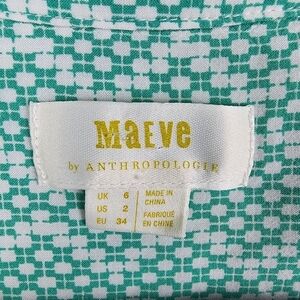 MAEVE
by ANTHROPOLOGIE
UK 6
US 2
EU 34
MADE IN
CHINA
FABRIQUÉ
EN CHINE